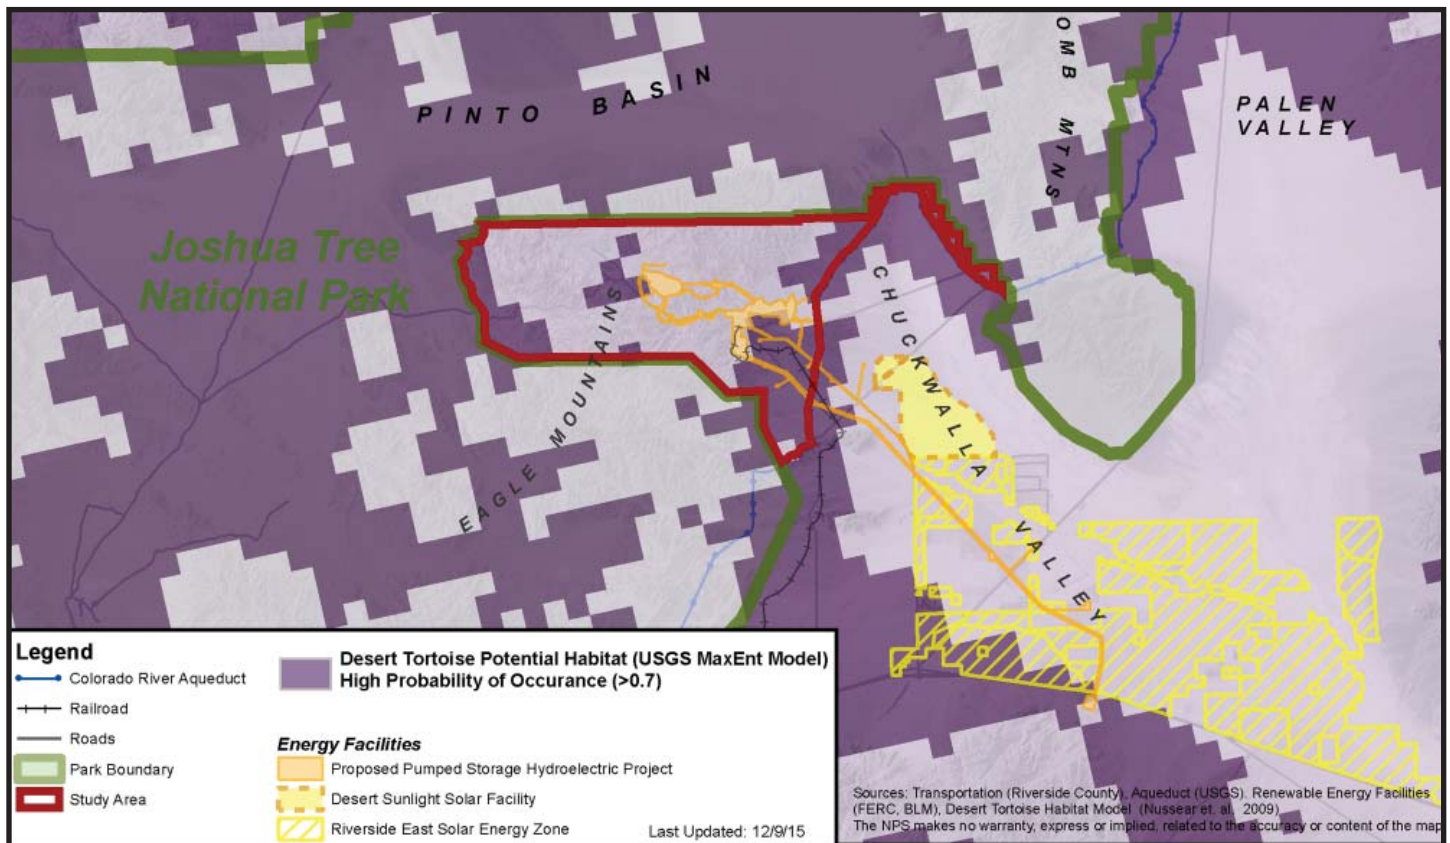 PINTO BASIN
OMB MTNS
PALEN
VALLEY
Joshua Tree
National Park
EAGLE MOUNTAINS
CHUCKWALLA VALLEY
Legend
Colorado River Aqueduct
Railroad
Roads
Park Boundary
Study Area
Desert Tortoise Potential Habitat (USGS MaxEnt Model)
High Probability of Occurance (>0.7)
Energy Facilities
Proposed Pumped Storage Hydroelectric Project
Desert Sunlight Solar Facility
Riverside East Solar Energy Zone
Last Updated: 12/9/15
Sources: Transportation (Riverside County), Aqueduct (USGS). Renewable Energy Facilities
(FERC, BLM), Desert Tortoise Habitat Model (Nussear et. al. 2009)
The NPS makes no warranty, express or implied, related to the accuracy or content of the map